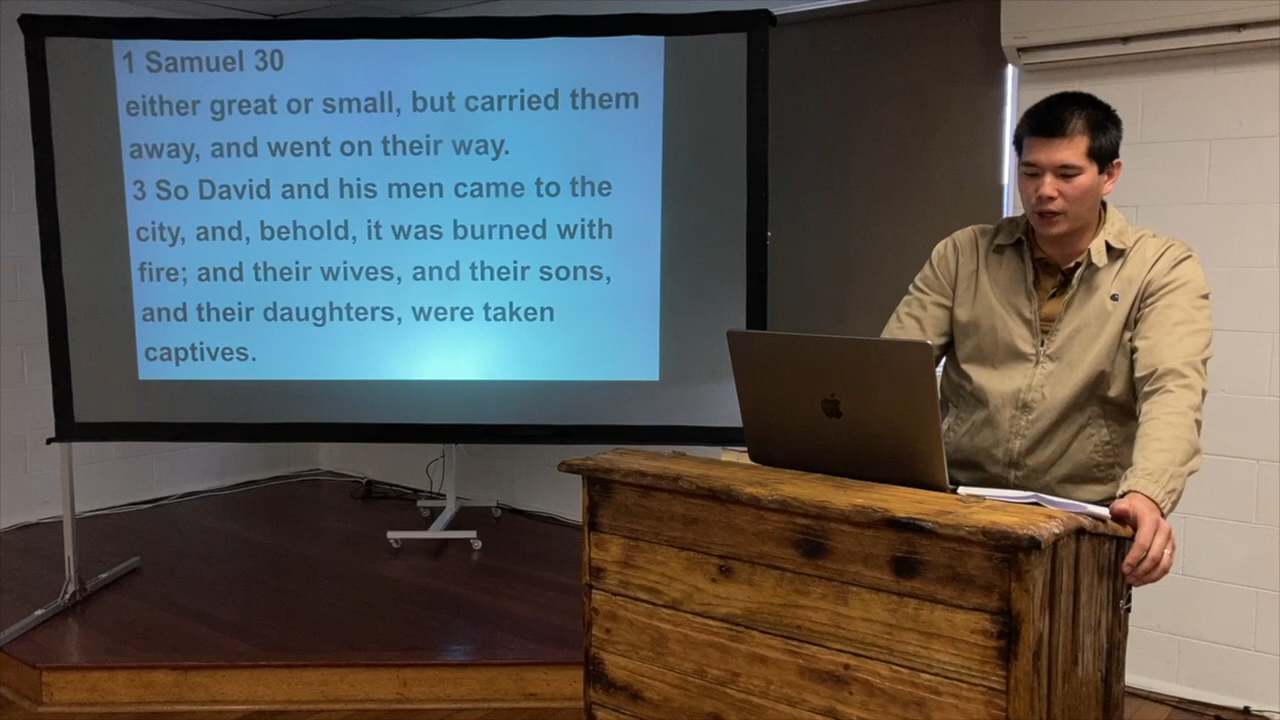 1 Samuel 30
either great or small, but carried them
away, and went on their way.
3 So David and his men came to the
city, and, behold, it was burned with
fire; and their wives, and their sons,
and their daughters, were taken
captives.